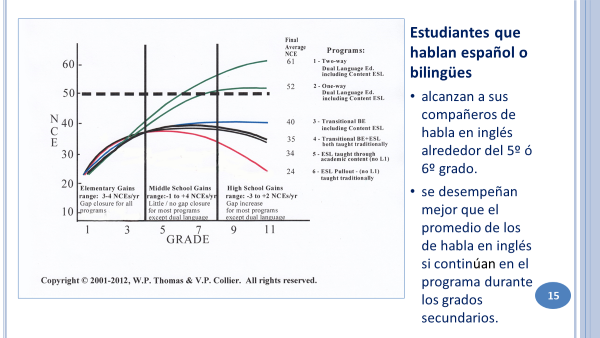 Final
Average
NCE
Programs:
61 1 - Two-way
Dual Language Ed.
including Content ESL
52 2 - One-way
Dual Language Ed.
including Content ESL
40 3 - Transitional BE
including Content ESL
35 4 - Transitional BE+ESL
both taught traditionally
34 5 - ESL taught through
academic content (no L1)
24 6 - ESL Pullout - (no L1)
taught traditionally
60
50
40
30
20
10
NCE
Elementary Gains
range: 3-4 NCEs/yr
Gap closure for all
programs
Middle School Gains
range:-1 to +4 NCEs/yr
Little / no gap closure
for most programs
except dual language
High School Gains
range: -3 to +2 NCEs/yr
Gap increase
for most programs
except dual language
1 3 5 7 9 11
GRADE
Copyright © 2001-2012, W.P. Thomas & V.P. Collier. All rights reserved.
Estudiantes que
hablan español o
bilingües
• alcanzan a sus
compañeros de
habla en inglés
alrededor del 5º ó
6º grado.
• se desempeñan
mejor que el
promedio de los
de habla en inglés
si continúan en el
programa durante
los grados
secundarios.
15